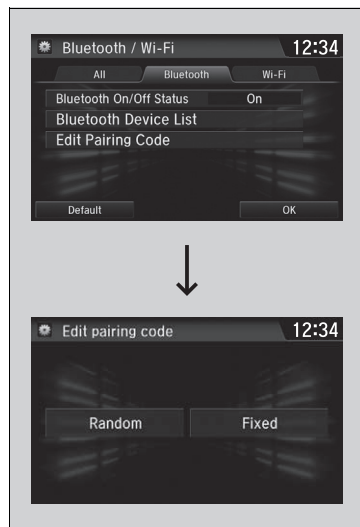 Bluetooth / Wi-Fi 12:34
All Bluetooth Wi-Fi
Bluetooth On/Off Status On
Bluetooth Device List
Edit Pairing Code
Default OK
Edit pairing code 12:34
Random Fixed